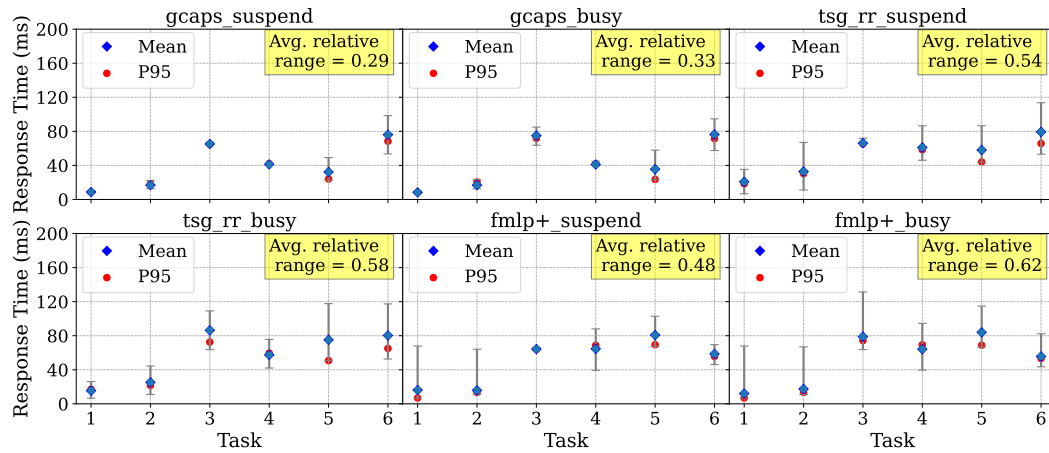 gcaps_suspend
gcaps_busy
tsg_rr_suspend
Response Time (ms)
200
160
120
80
40
0
Mean
P95
Avg. relative
range = 0.29
Mean
P95
Avg. relative
range = 0.33
Mean
P95
Avg. relative
range = 0.54
tsg_rr_busy
fmlp+_suspend
fmlp+_busy
Response Time (ms)
200
160
120
80
40
0
Mean
P95
Avg. relative
range = 0.58
Mean
P95
Avg. relative
range = 0.48
Mean
P95
Avg. relative
range = 0.62
1 2 3 4 5 6
1 2 3 4 5 6
1 2 3 4 5 6
Task
Task
Task